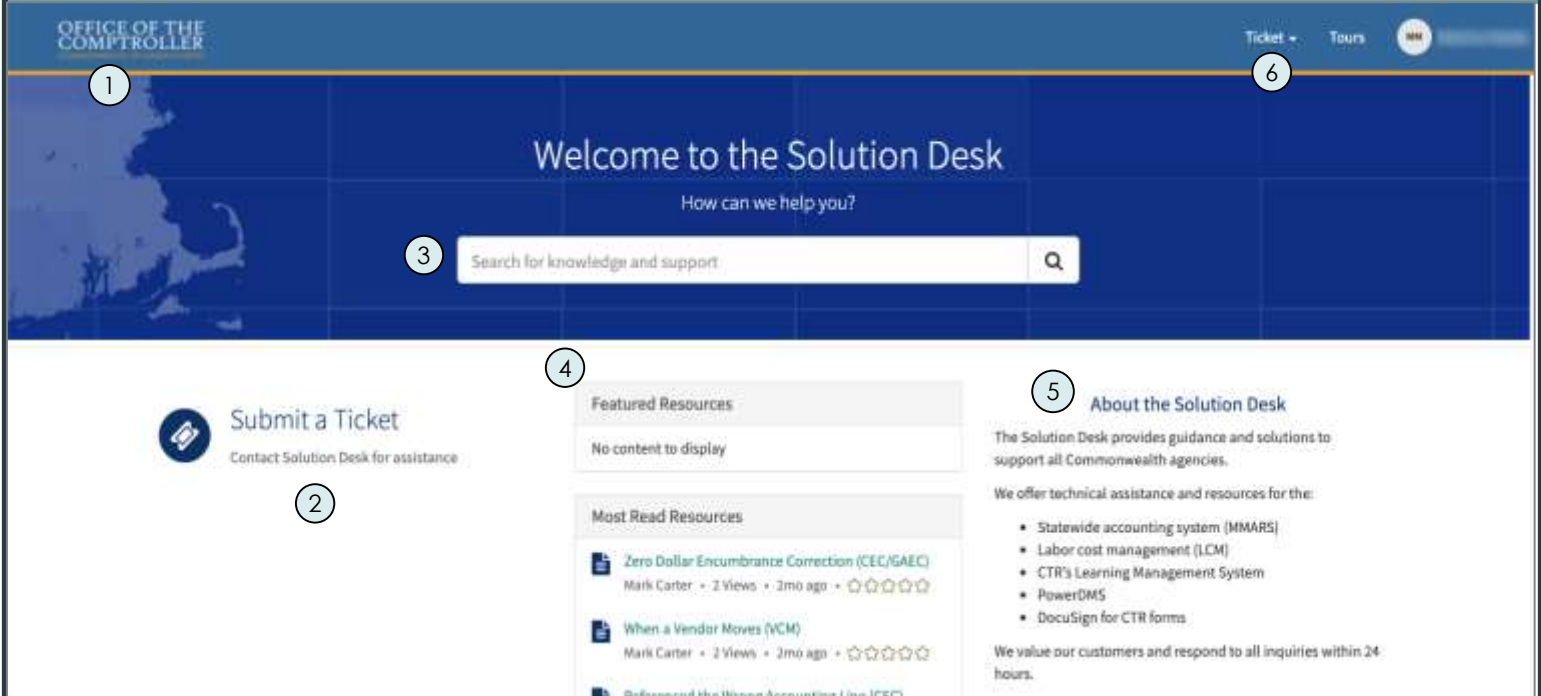 OFFICE OF THE
COMPTROLLER
Ticket
Tours
MM
1
6
Welcome to the Solution Desk
How can we help you?
3
Search for knowledge and support
4
5
Submit a Ticket
Contact Solution Desk for assistance
2
Featured Resources
No content to display
Most Read Resources
Zero Dollar Encumbrance Correction (CEC/GAEC)
Mark Carter • 2 Views • 2mo ago •
When a Vendor Moves (VCM)
Mark Carter • 2 Views • 2mo ago •
Referenced the Wrong Accounting Line (CEC)
About the Solution Desk
The Solution Desk provides guidance and solutions to
support all Commonwealth agencies.
We offer technical assistance and resources for the:
• Statewide accounting system (MMARS)
• Labor cost management (LCM)
• CTR's Learning Management System
• PowerDMS
• DocuSign for CTR forms
We value our customers and respond to all inquiries within 24
hours.